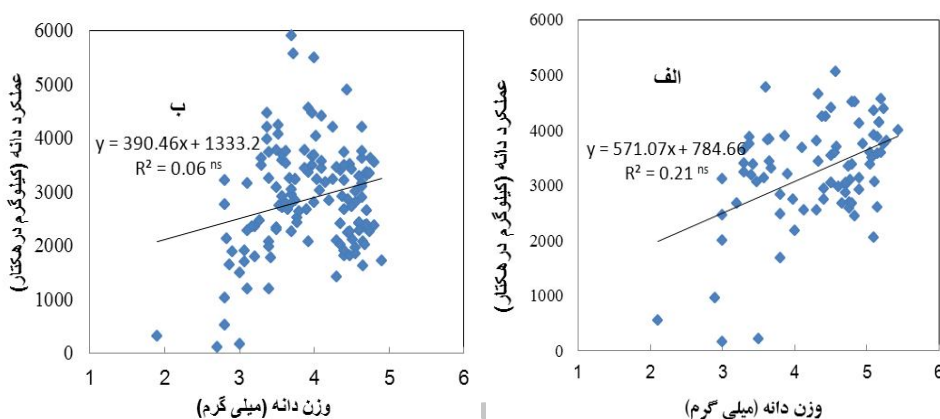 6000
5000
4000
3000
2000
1000
0
عملکرد دانه (کیلوگرم در هکتار)
ب
y = 390.46x + 1333.2
R² = 0.06 ns
1 2 3 4 5 6
وزن دانه (میلی گرم)
6000
5000
4000
3000
2000
1000
0
عملکرد دانه (کیلوگرم در هکتار)
الف
y = 571.07x + 784.66
R² = 0.21 ns
1 2 3 4 5 6
وزن دانه (میلی گرم)